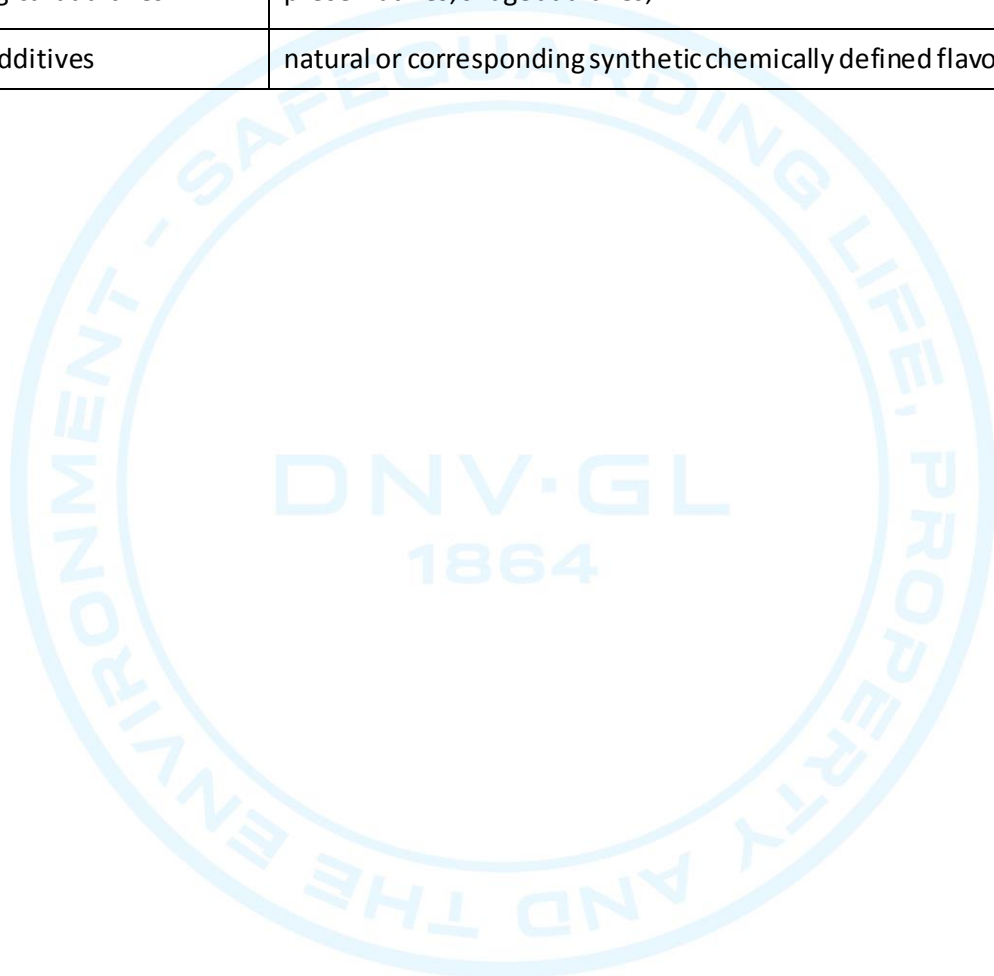 dditives
natural or corresponding synthetic chemically defined flavo
SAFEGUARDING LIFE, PROPERTY AND THE ENVIRONMENT -
DNV·GL
1864